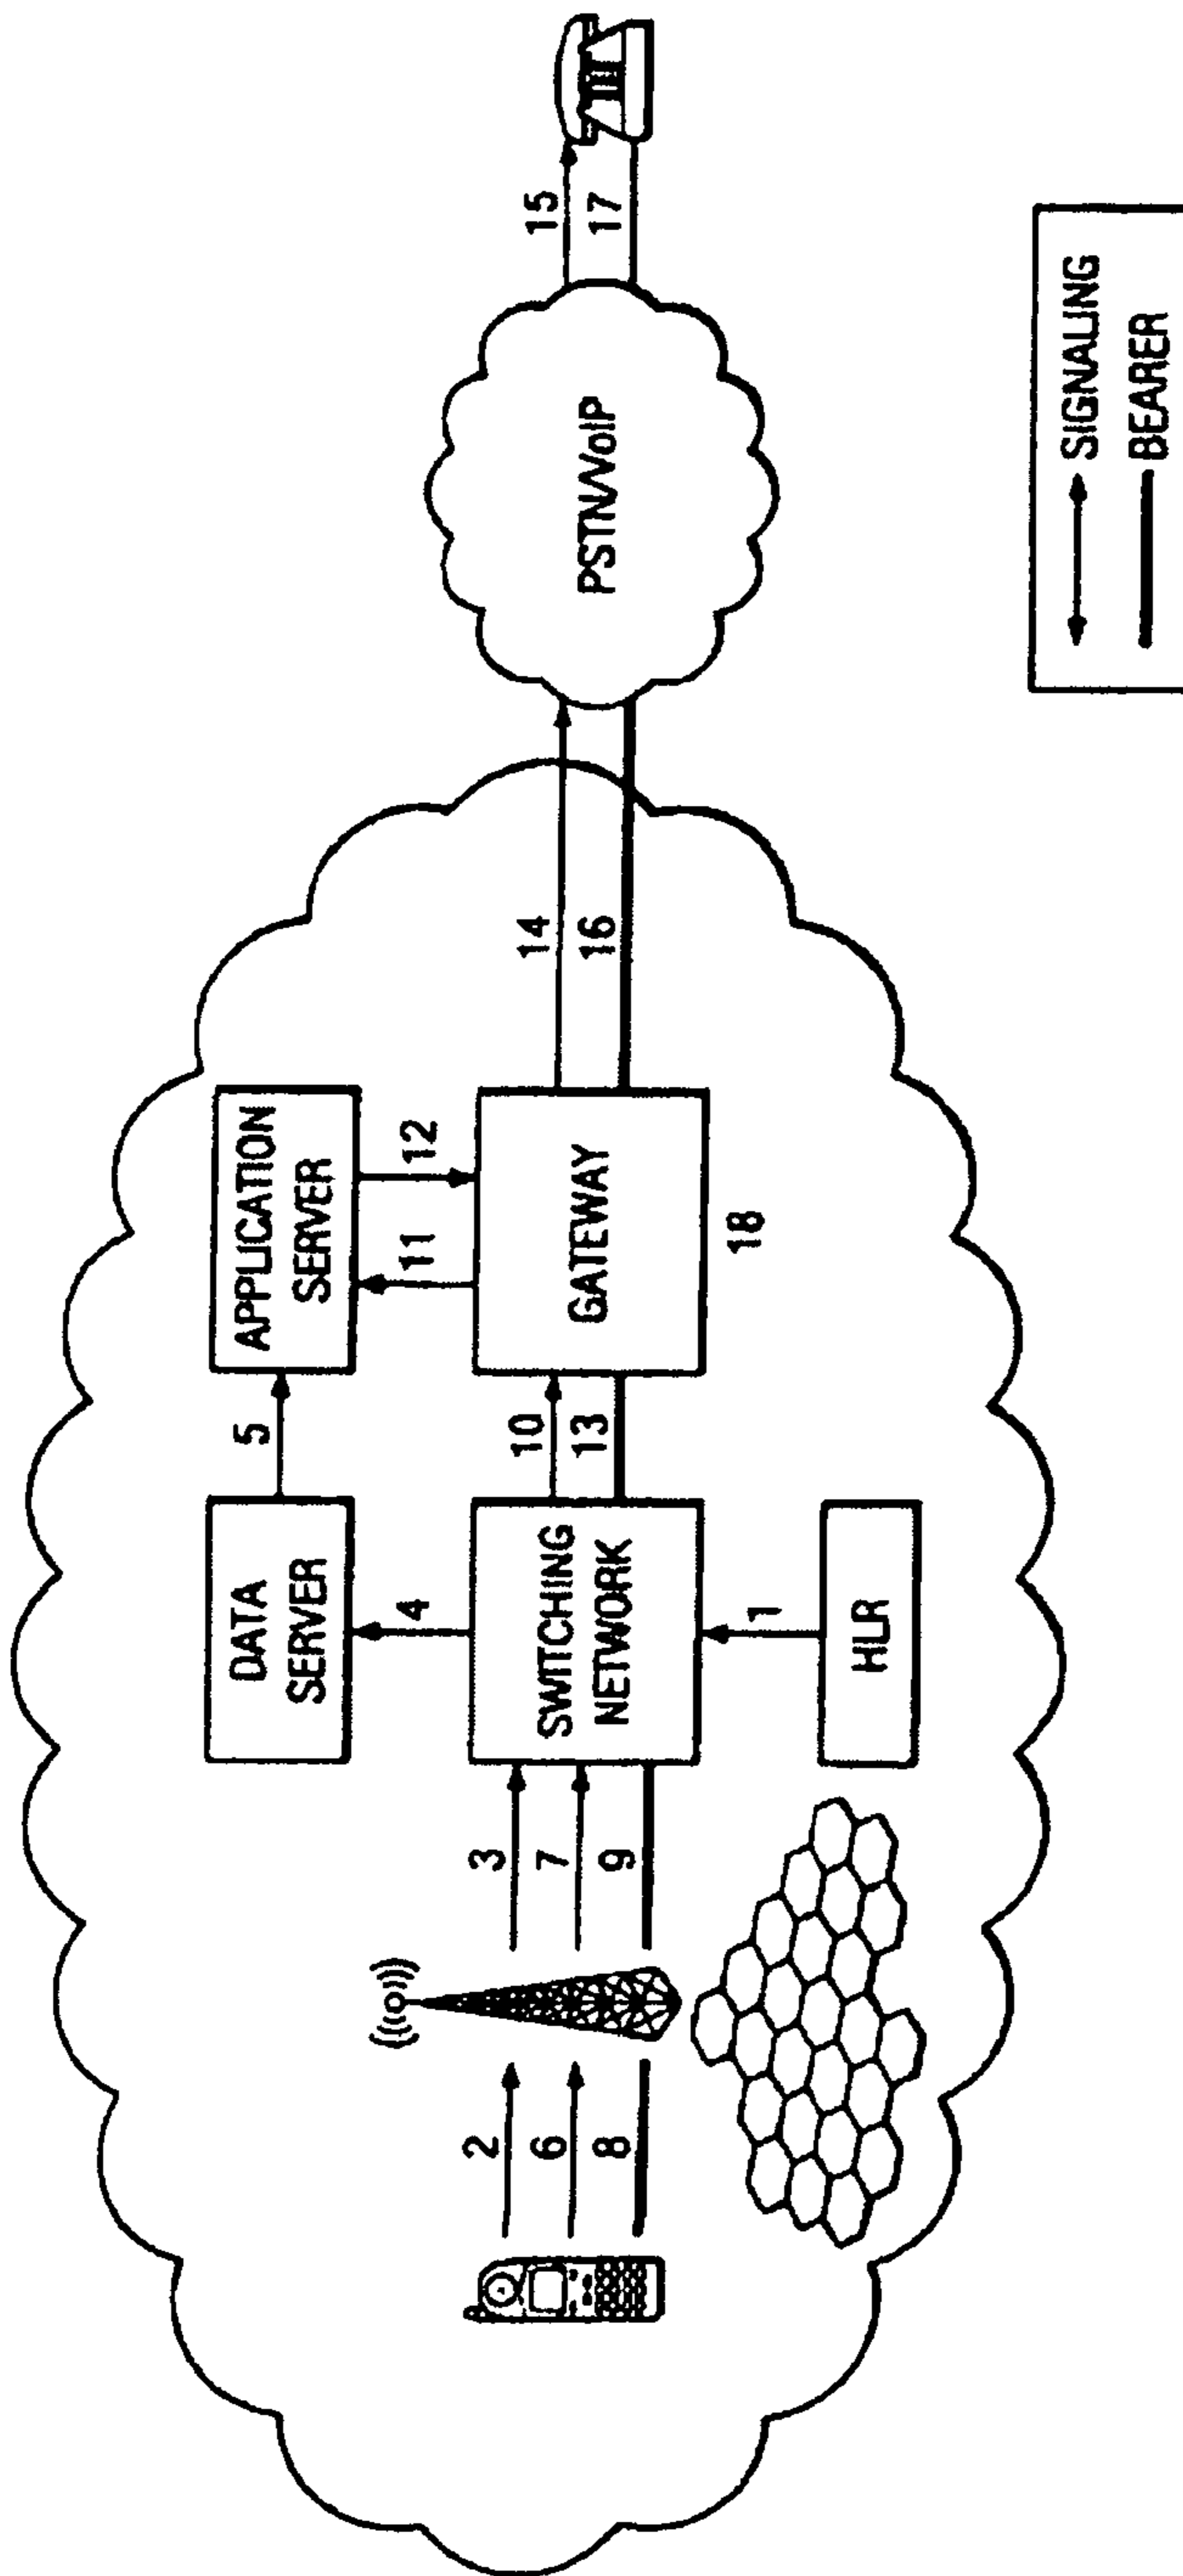 DATA
SERVER
5
APPLICATION
SERVER
4
11
12
2
3
SWITCHING
NETWORK
10
GATEWAY
14
PSTN/VoIP
15
6
7
13
16
17
8
9
1
18
HLR
SIGNALING
BEARER